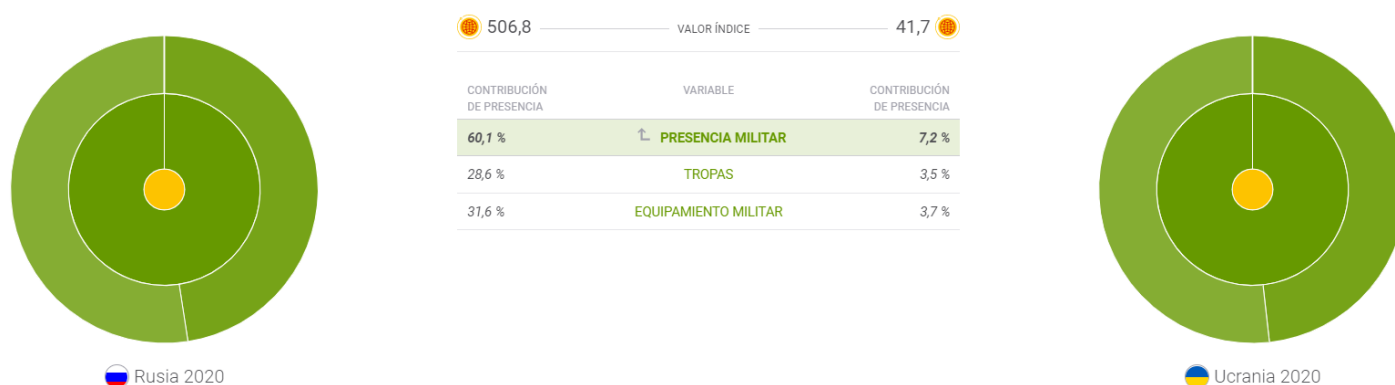 506,8 VALOR ÍNDICE 41,7
CONTRIBUCIÓN VARIABLE CONTRIBUCIÓN
DE PRESENCIA DE PRESENCIA
60,1 % PRESENCIA MILITAR 7,2 %
28,6 % TROPAS 3,5 %
31,6 % EQUIPAMIENTO MILITAR 3,7 %
Rusia 2020 Ucrania 2020